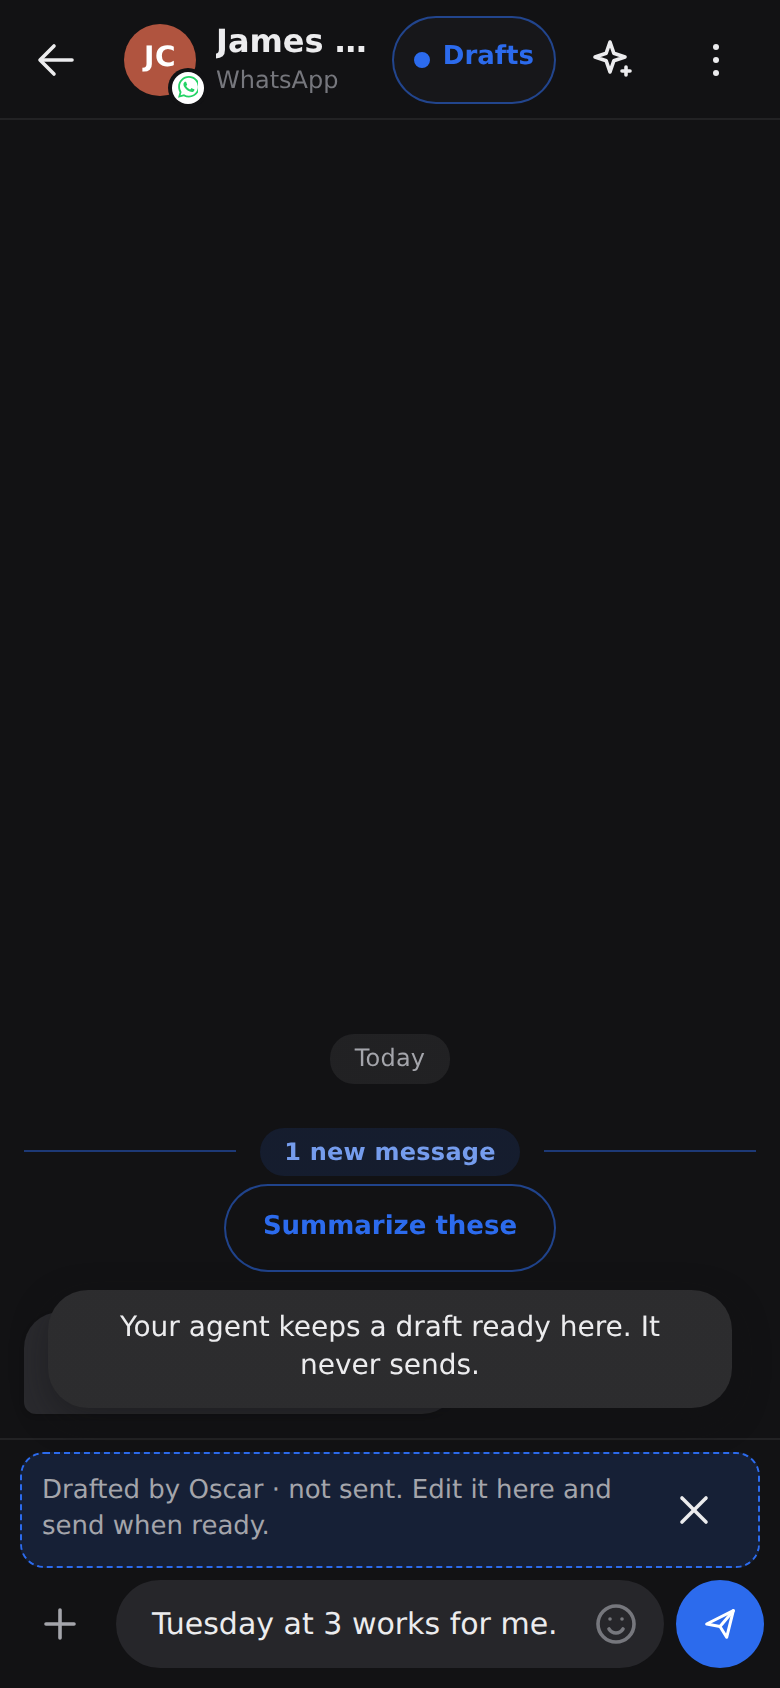 JC
James ...
WhatsApp
Drafts
Today
1 new message
Summarize these
Your agent keeps a draft ready here. It
never sends.
Drafted by Oscar · not sent. Edit it here and
send when ready.
Tuesday at 3 works for me.